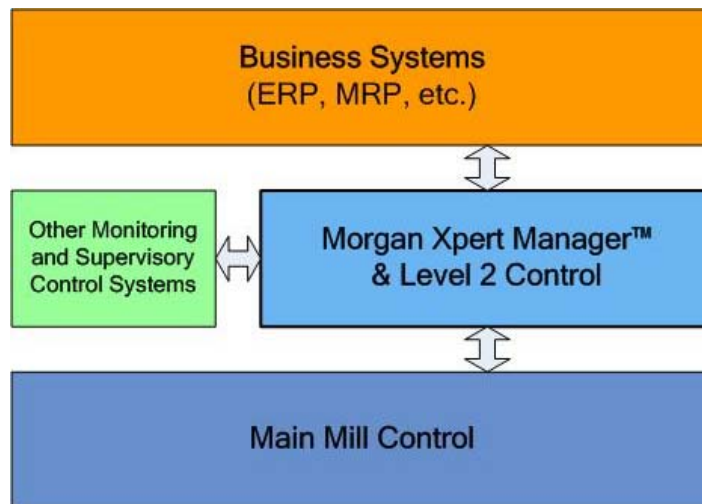 Business Systems
(ERP, MRP, etc.)
Other Monitoring
and Supervisory
Control Systems
Morgan Xpert Manager™
& Level 2 Control
Main Mill Control